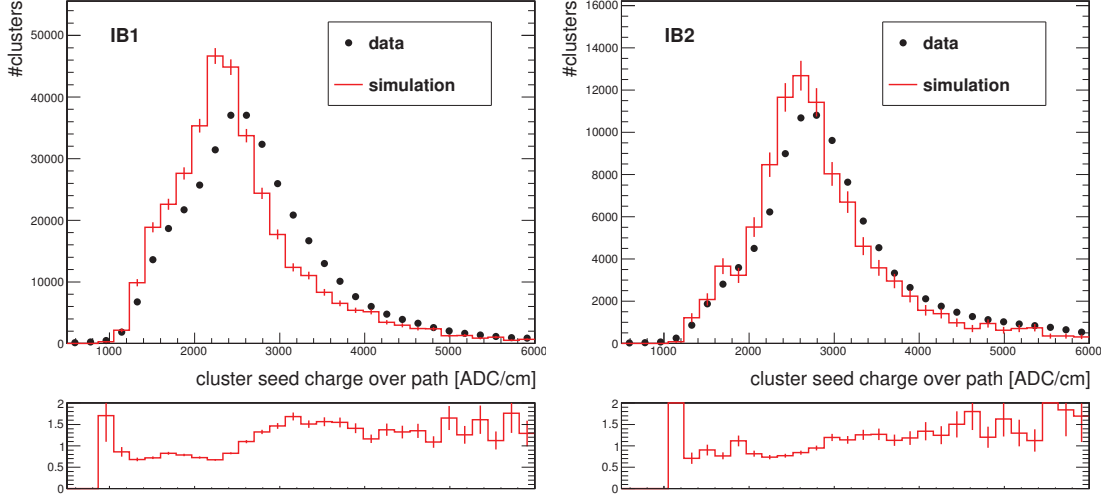 #clusters
IB1
data
simulation
50000
40000
30000
20000
10000
0
1000 2000 3000 4000 5000 6000
cluster seed charge over path [ADC/cm]
2
1.5
1
0.5
0
#clusters
IB2
data
simulation
16000
14000
12000
10000
8000
6000
4000
2000
0
1000 2000 3000 4000 5000 6000
cluster seed charge over path [ADC/cm]
2
1.5
1
0.5
0